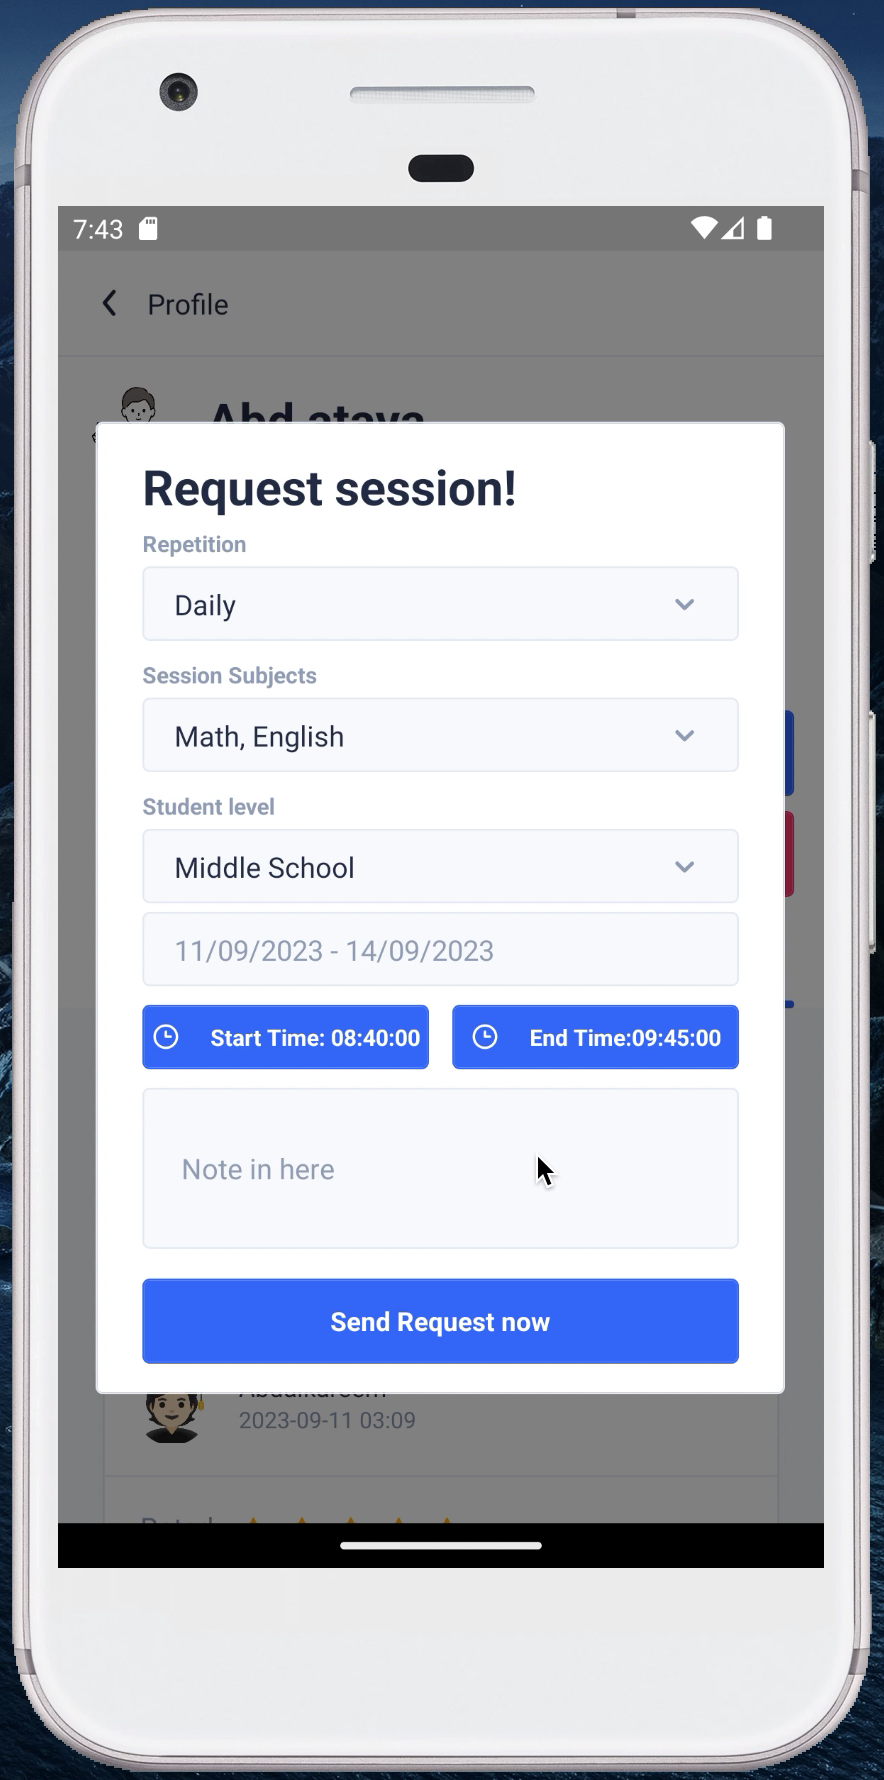 7:43
Profile
Abd ataya
Request session!
Repetition
Daily
Session Subjects
Math, English
Student level
Middle School
11/09/2023 - 14/09/2023
Start Time: 08:40:00
End Time:09:45:00
Note in here
Send Request now
Abdalkareem
2023-09-11 03:09